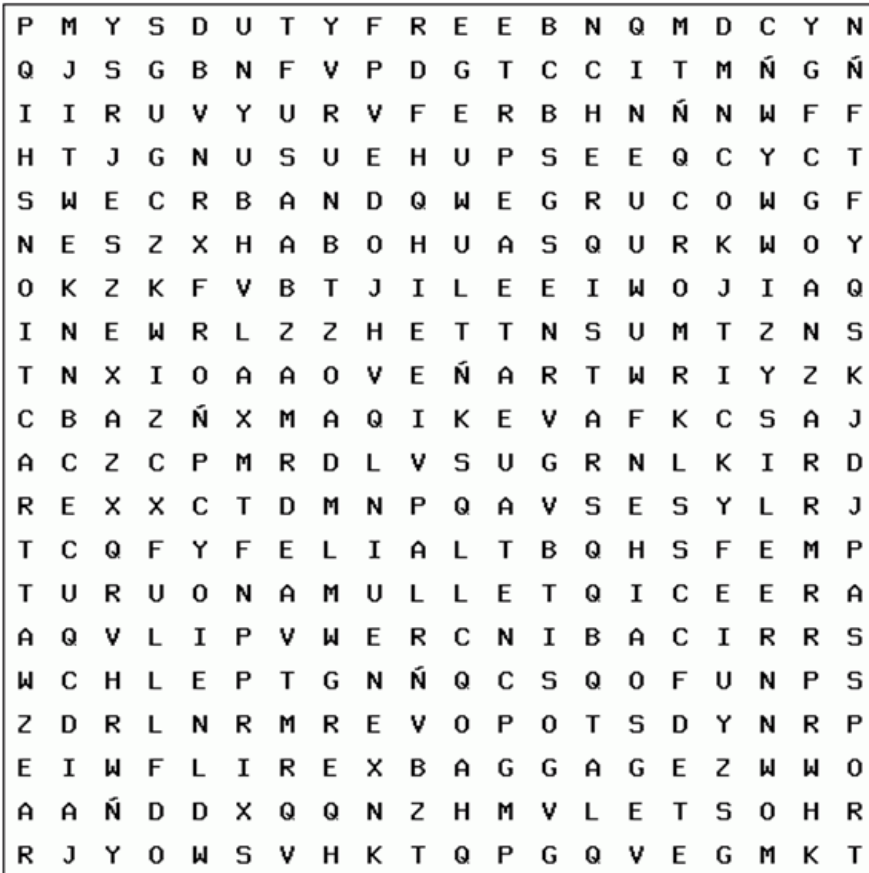 P M Y S D U T Y F R E E B N Q M D C Y N
Q J S G B N F V P D G T C C I T M Ñ G Ñ
I I R U V Y U R V F E R B H N Ñ N W F F
H T J G N U S U E H U P S E E Q C Y C T
S W E C R B A N D Q W E G R U C O W G F
N E S Z X H A B O H U A S Q U R K W O Y
O K Z K F V B T J I L E E I W O J I A Q
I N E W R L Z Z H E T T N S U M T Z N S
T N X I O A A O V E Ñ A R T W R I Y Z K
C B A Z Ñ X M A Q I K E V A F K C S A J
A C Z C P M R D L V S U G R N L K I R D
R E X X C T D M N P Q A V S E S Y L R J
T C Q F Y F E L I A L T B Q H S F E M P
T U R U O N A M U L L E T Q I C E E R A
A Q V L I P V W E R C N I B A C I R R S
W C H L E P T G N Ñ Q C S Q O F U N P S
Z D R L N R M R E V O P O T S D Y N R P
E I W F L I R E X B A G G A G E Z W W O
A A Ñ D D X Q Q N Z H M V L E T S O H R
R J Y O W S V H K T Q P G Q V E G M K T